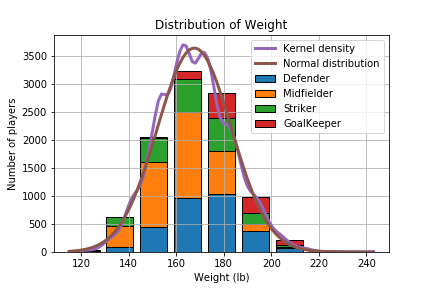 Distribution of Weight
Kernel density
Normal distribution
Defender
Midfielder
Striker
GoalKeeper
Number of players
3500
3000
2500
2000
1500
1000
500
0
120 140 160 180 200 220 240
Weight (lb)